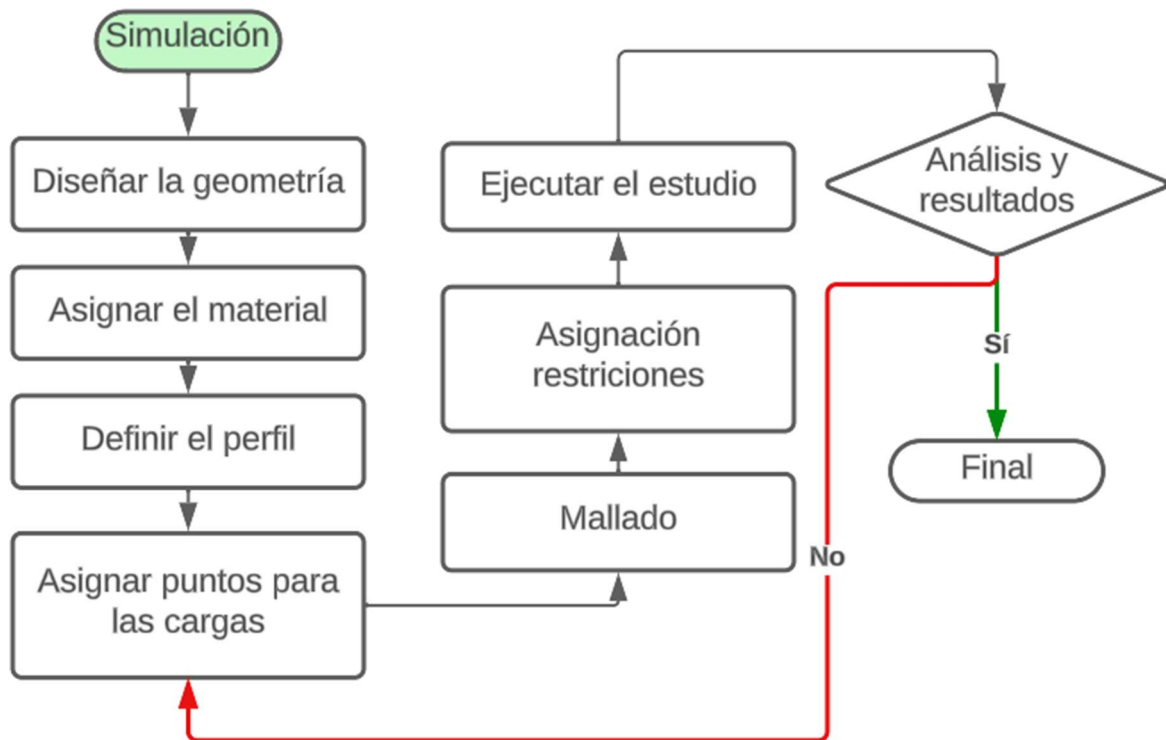 Simulación
Diseñar la geometría
Asignar el material
Definir el perfil
Asignar puntos para
las cargas
Mallado
Asignación
restriciones
Ejecutar el estudio
Análisis y
resultados
Sí
Final
No